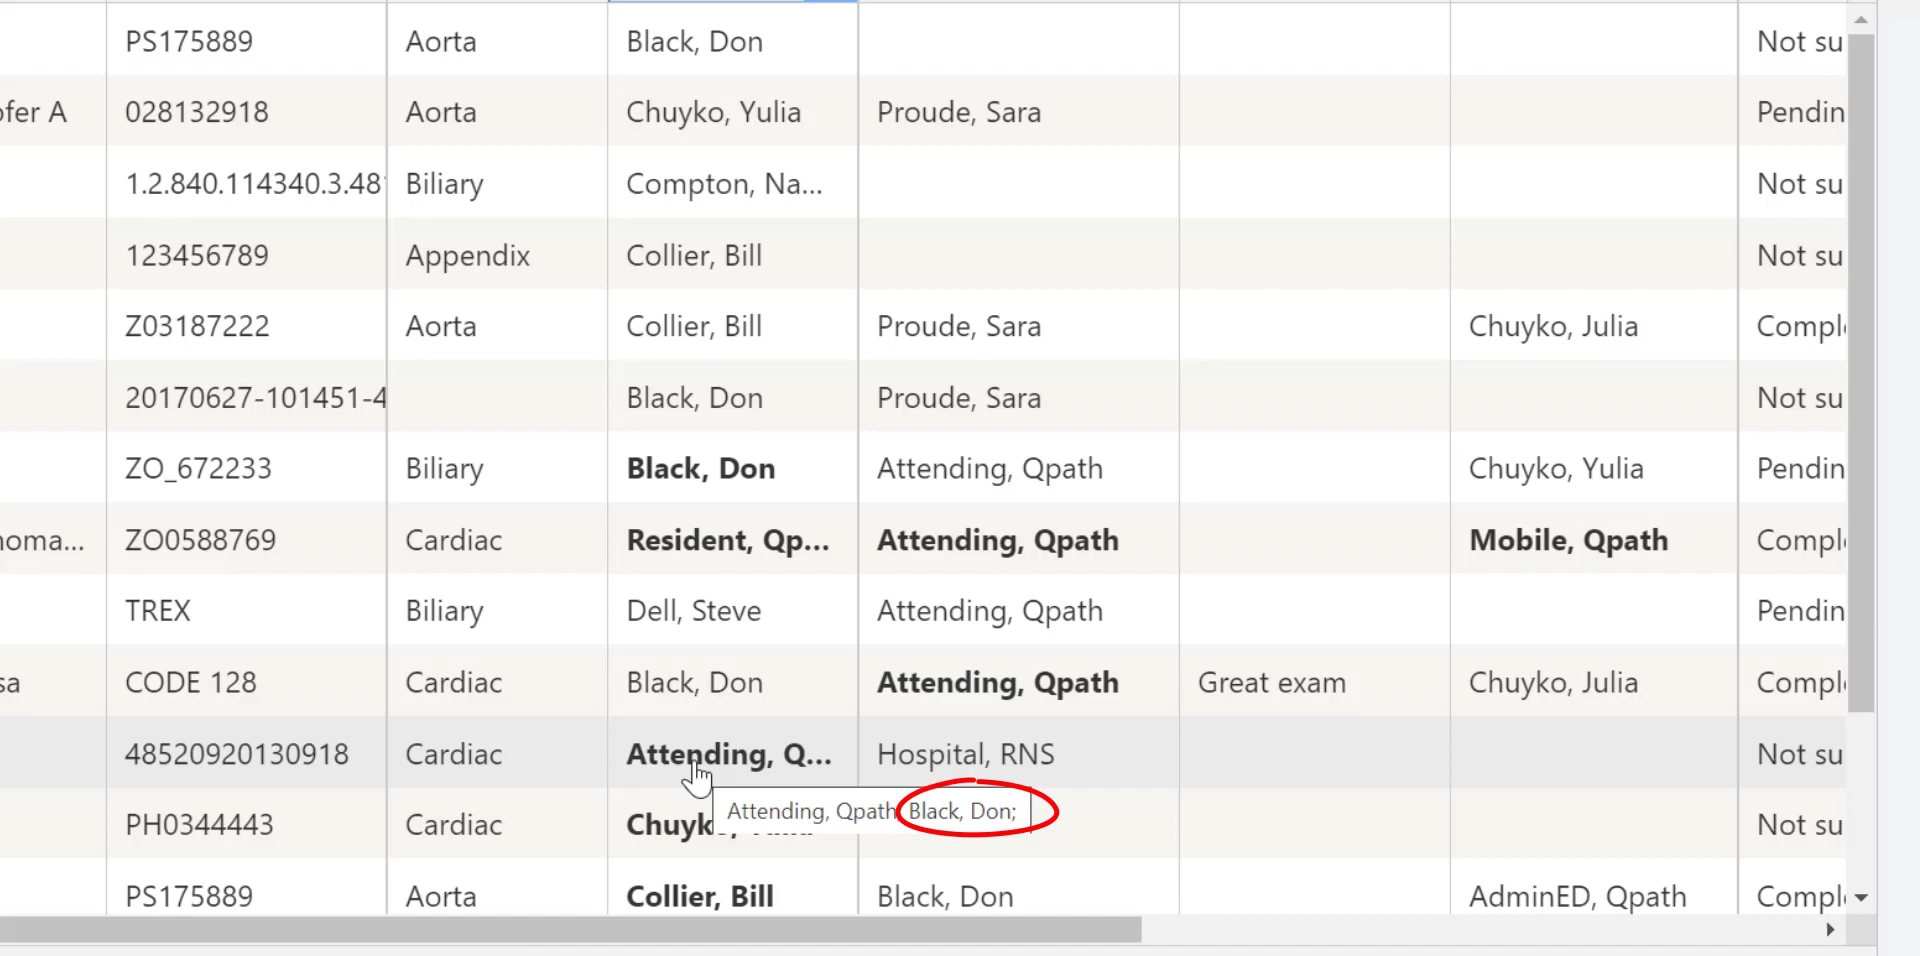 PS175889 Aorta Black, Don Not su
ofer A 028132918 Aorta Chuyko, Yulia Proude, Sara Pendin
1.2.840.114340.3.48 Biliary Compton, Na... Not su
123456789 Appendix Collier, Bill Not su
Z03187222 Aorta Collier, Bill Proude, Sara Chuyko, Julia Compl
20170627-101451-4 Black, Don Proude, Sara Not su
ZO_672233 Biliary Black, Don Attending, Qpath Chuyko, Yulia Pendin
homa... ZO0588769 Cardiac Resident, Qp... Attending, Qpath Mobile, Qpath Compl
TREX Biliary Dell, Steve Attending, Qpath Pendin
sa CODE 128 Cardiac Black, Don Attending, Qpath Great exam Chuyko, Julia Compl
48520920130918 Cardiac Attending, Q... Hospital, RNS Not su
Attending, Qpath Black, Don;
PH0344443 Cardiac Chuyk Not su
PS175889 Aorta Collier, Bill Black, Don AdminED, Qpath Compl